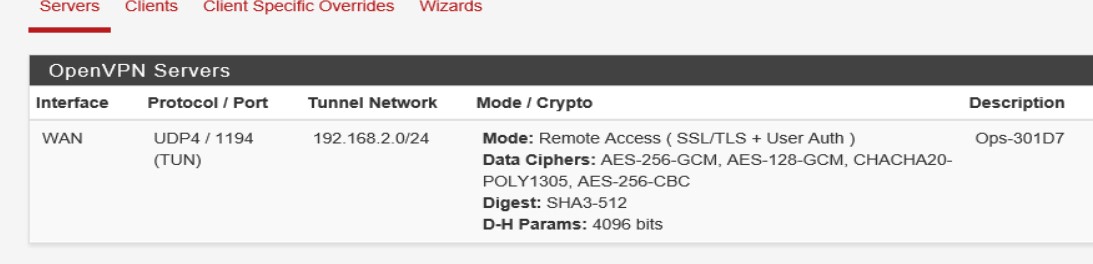 Servers Clients Client Specific Overrides Wizards
OpenVPN Servers
Interface Protocol / Port Tunnel Network Mode / Crypto Description
WAN UDP4 / 1194 192.168.2.0/24 Mode: Remote Access ( SSL/TLS + User Auth ) Ops-301D7
(TUN) Data Ciphers: AES-256-GCM, AES-128-GCM, CHACHA20-
POLY1305, AES-256-CBC
Digest: SHA3-512
D-H Params: 4096 bits